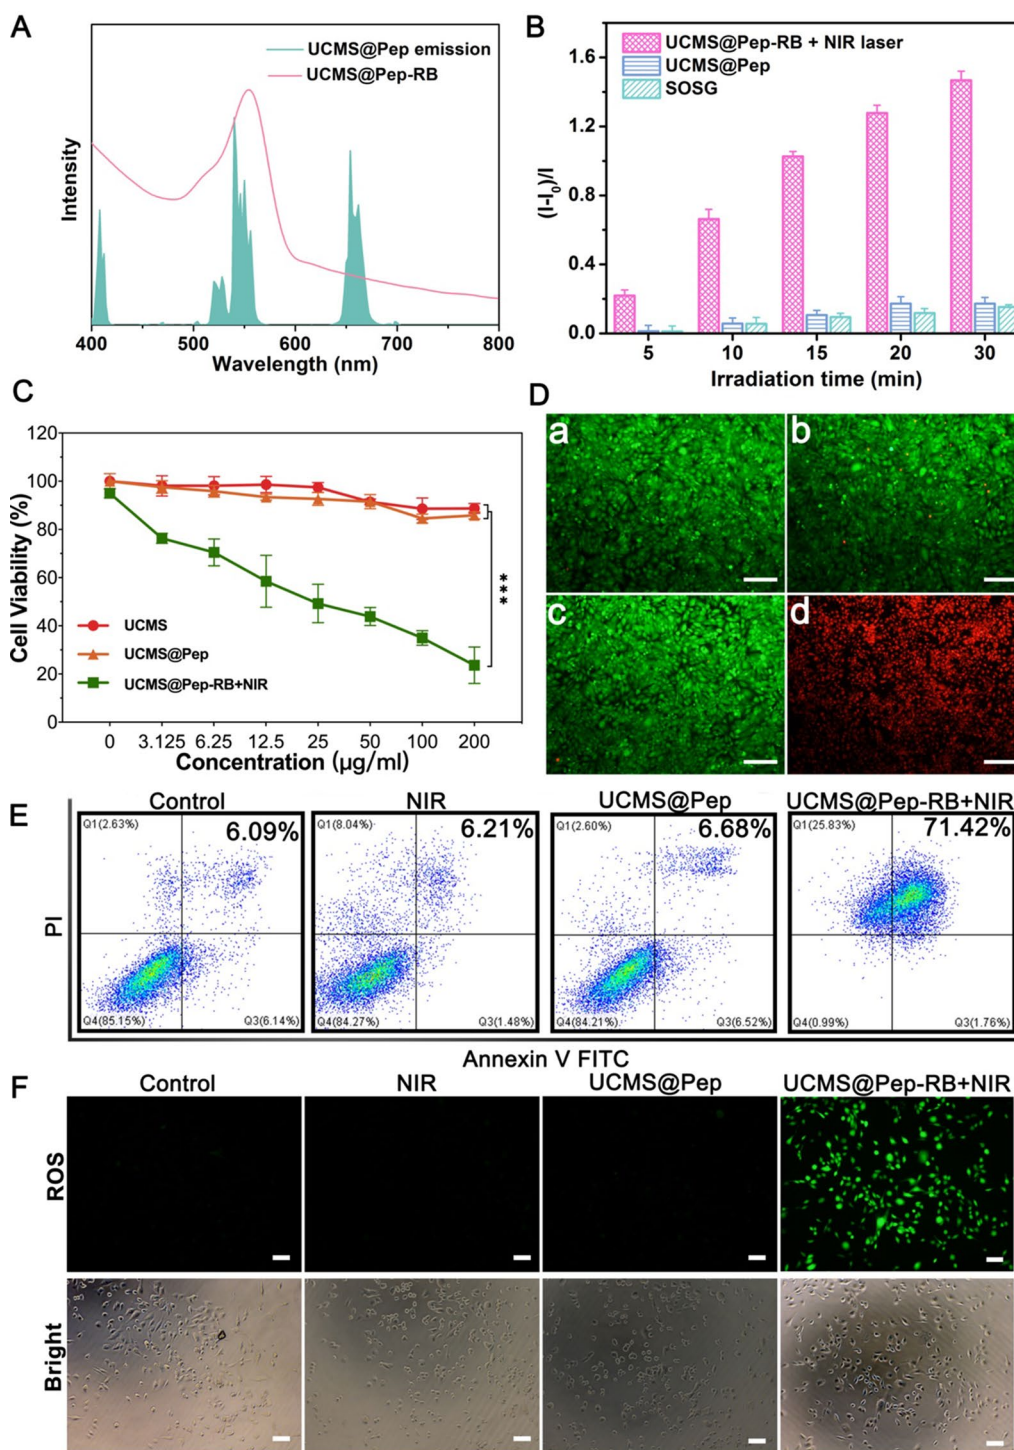 A
UCMS@Pep emission
UCMS@Pep-RB
Intensity
400 500 600 700 800
Wavelength (nm)
B
UCMS@Pep-RB + NIR laser
UCMS@Pep
SOSG
(I-I₀)/I
1.6
1.2
0.8
0.4
0.0
5 10 15 20 30
Irradiation time (min)
C
Cell Viability (%)
120
100
80
60
40
20
0
UCMS
UCMS@Pep
UCMS@Pep-RB+NIR
***
0 3.125 6.25 12.5 25 50 100 200
Concentration (μg/ml)
D
a
b
c
d
E
Control NIR UCMS@Pep UCMS@Pep-RB+NIR
Q1(2.63%) 6.09% Q1(8.04%) 6.21% Q1(2.60%) 6.68% Q1(25.83%) 71.42%
PI
Q4(85.15%) Q3(6.14%) Q4(84.27%) Q3(1.48%) Q4(84.21%) Q3(6.52%) Q4(0.99%) Q3(1.76%)
Annexin V FITC
F
Control NIR UCMS@Pep UCMS@Pep-RB+NIR
ROS
Bright